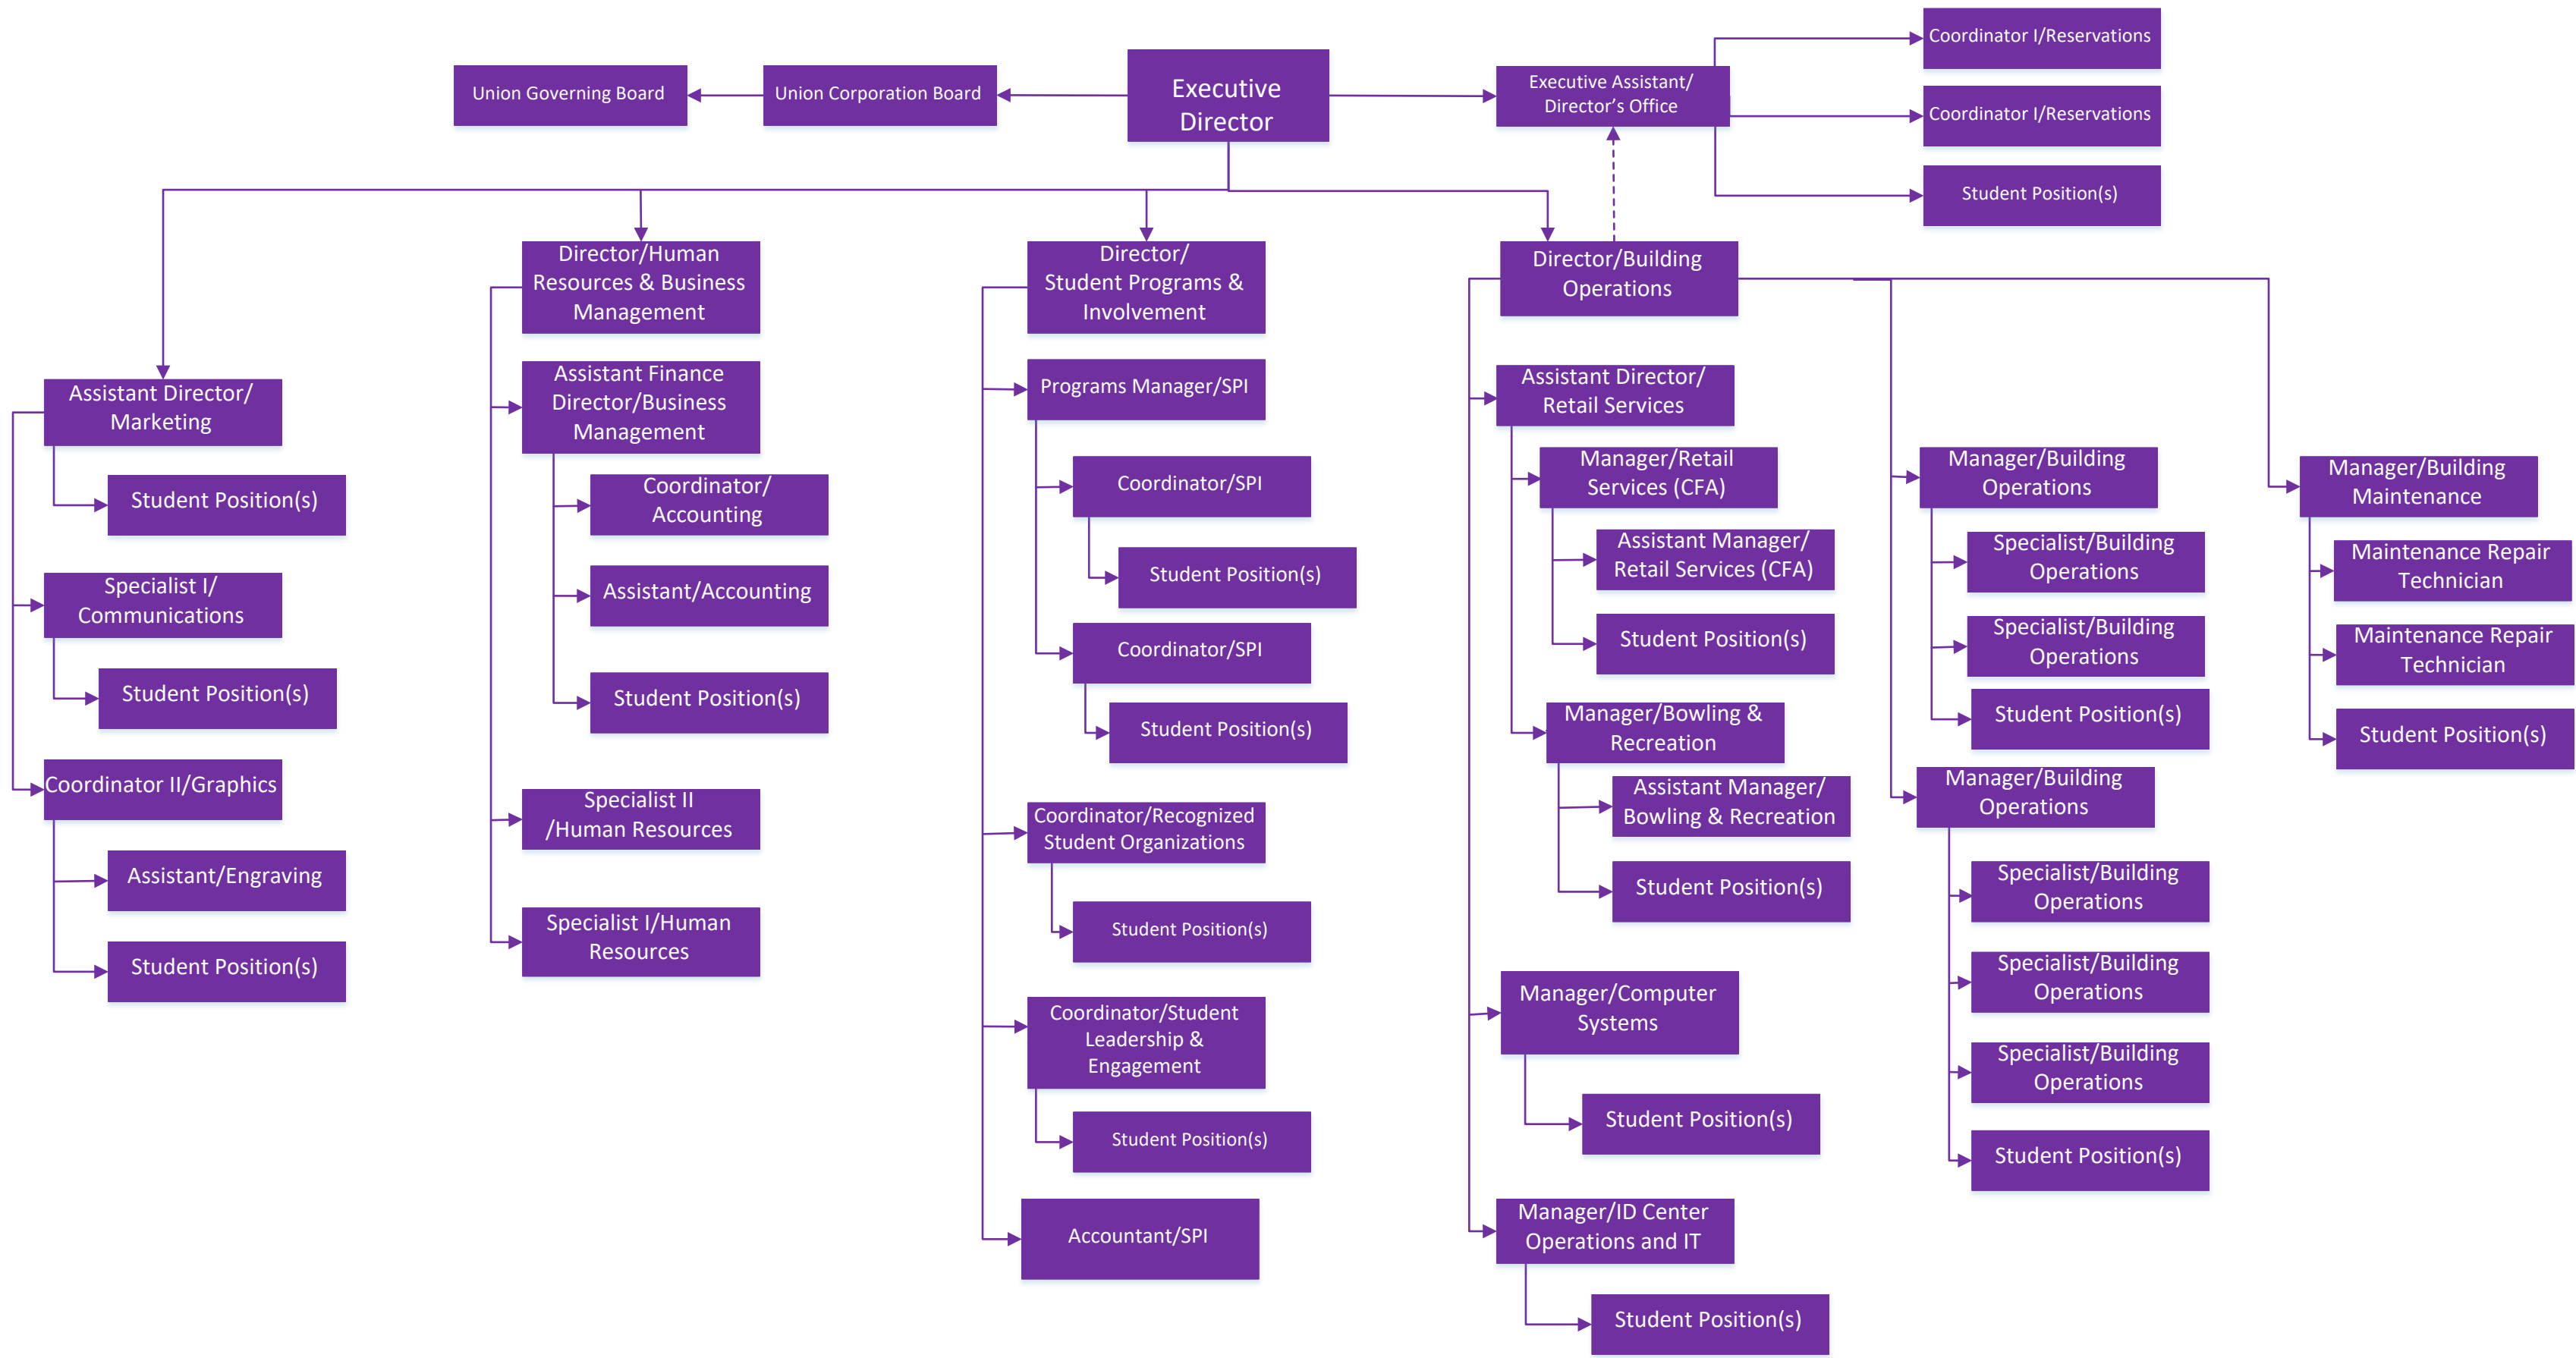 Union Governing Board
Union Corporation Board
Executive
Director
Executive Assistant/
Director’s Office
Coordinator I/Reservations
Coordinator I/Reservations
Student Position(s)
Assistant Director/
Marketing
Student Position(s)
Specialist I/
Communications
Student Position(s)
Coordinator II/Graphics
Assistant/Engraving
Student Position(s)
Director/Human
Resources & Business
Management
Assistant Finance
Director/Business
Management
Coordinator/
Accounting
Assistant/Accounting
Student Position(s)
Specialist II
/Human Resources
Specialist I/Human
Resources
Director/
Student Programs &
Involvement
Programs Manager/SPI
Coordinator/SPI
Student Position(s)
Coordinator/SPI
Student Position(s)
Coordinator/Recognized
Student Organizations
Student Position(s)
Coordinator/Student
Leadership &
Engagement
Student Position(s)
Accountant/SPI
Director/Building
Operations
Assistant Director/
Retail Services
Manager/Retail
Services (CFA)
Assistant Manager/
Retail Services (CFA)
Student Position(s)
Manager/Bowling &
Recreation
Assistant Manager/
Bowling & Recreation
Student Position(s)
Manager/Computer
Systems
Student Position(s)
Manager/ID Center
Operations and IT
Student Position(s)
Manager/Building
Operations
Specialist/Building
Operations
Specialist/Building
Operations
Student Position(s)
Manager/Building
Operations
Specialist/Building
Operations
Specialist/Building
Operations
Specialist/Building
Operations
Student Position(s)
Manager/Building
Maintenance
Maintenance Repair
Technician
Maintenance Repair
Technician
Student Position(s)